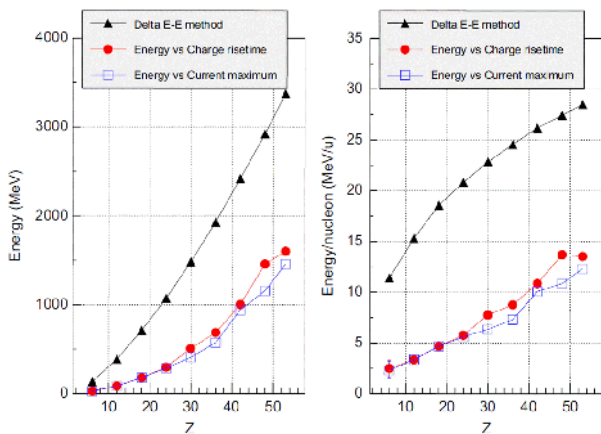 Delta E-E method
Energy vs Charge risetime
Energy vs Current maximum
Energy (MeV)
4000
3000
2000
1000
0
10 20 30 40 50
Z
Delta E-E method
Energy vs Charge risetime
Energy vs Current maximum
Energy/nucleon (MeV/u)
35
30
25
20
15
10
5
0
10 20 30 40 50
Z